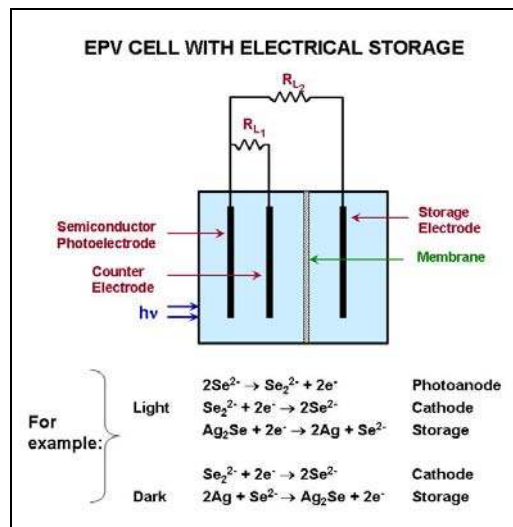 EPV CELL WITH ELECTRICAL STORAGE
R_L2
R_L1
Semiconductor
Photoelectrode
Storage
Electrode
Membrane
Counter
Electrode
hν
2Se²⁻ → Se₂²⁻ + 2e⁻ Photoanode
For
example:
Light Se₂²⁻ + 2e⁻ → 2Se²⁻ Cathode
Ag₂Se + 2e⁻ → 2Ag + Se²⁻ Storage
Se₂²⁻ + 2e⁻ → 2Se²⁻ Cathode
Dark 2Ag + Se²⁻ → Ag₂Se + 2e⁻ Storage